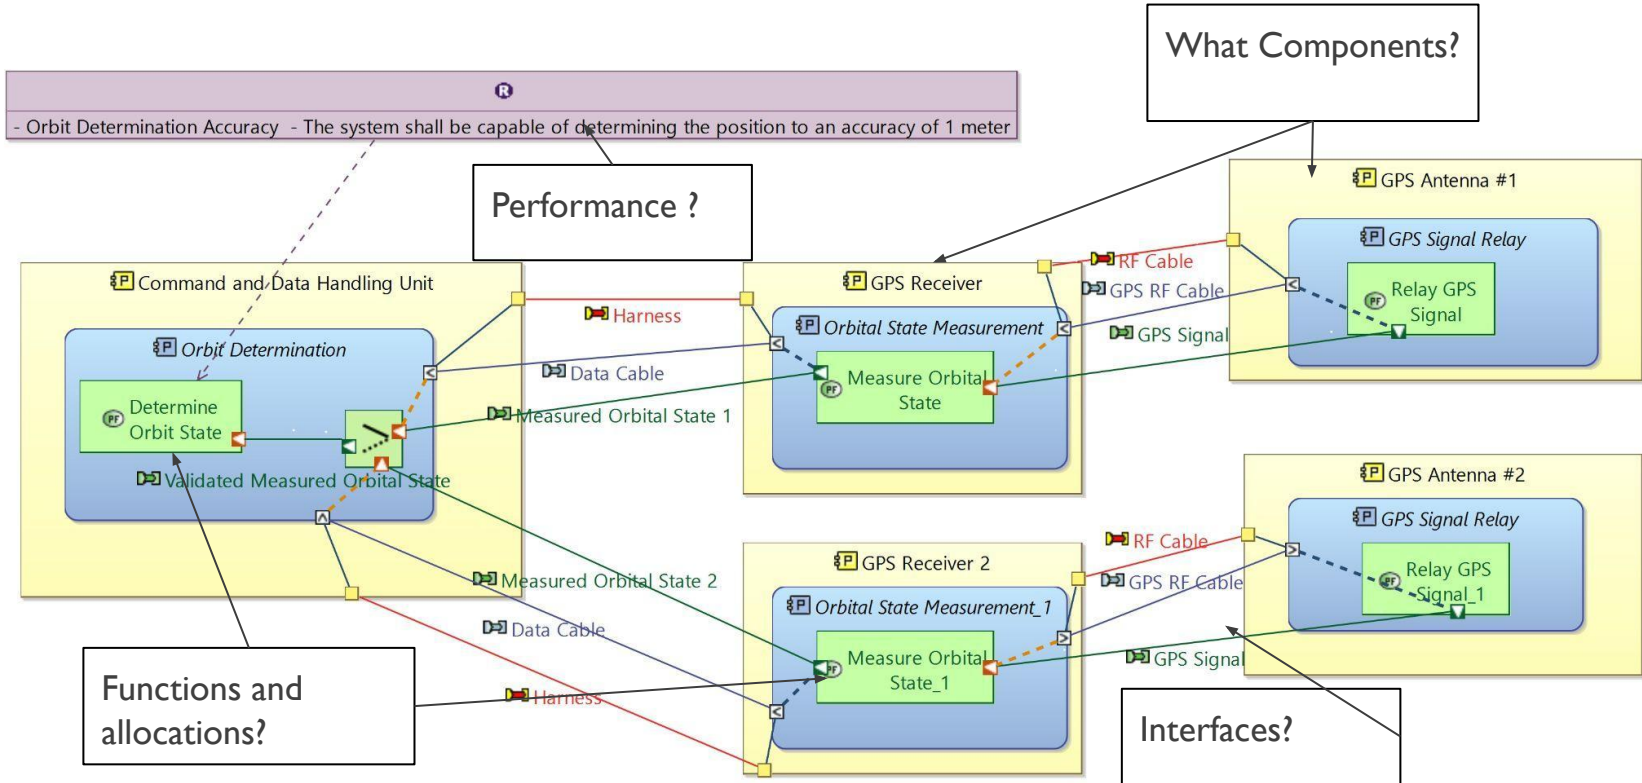 What Components?
R
- Orbit Determination Accuracy - The system shall be capable of determining the position to an accuracy of 1 meter
Performance ?
P GPS Antenna #1
P GPS Signal Relay
PF Relay GPS
Signal
RF Cable
GPS RF Cable
GPS Signal
P Command and Data Handling Unit
P GPS Receiver
Harness
P Orbital State Measurement
P Orbit Determination
Data Cable
PF Measure Orbital
State
PF Determine
Orbit State
Measured Orbital State 1
Validated Measured Orbital State
P GPS Antenna #2
P GPS Signal Relay
RF Cable
P GPS Receiver 2
GPS RF Cable
PF Relay GPS
Signal_1
Measured Orbital State 2
P Orbital State Measurement_1
Data Cable
PF Measure Orbital
State_1
GPS Signal
Functions and
allocations?
Harness
Interfaces?